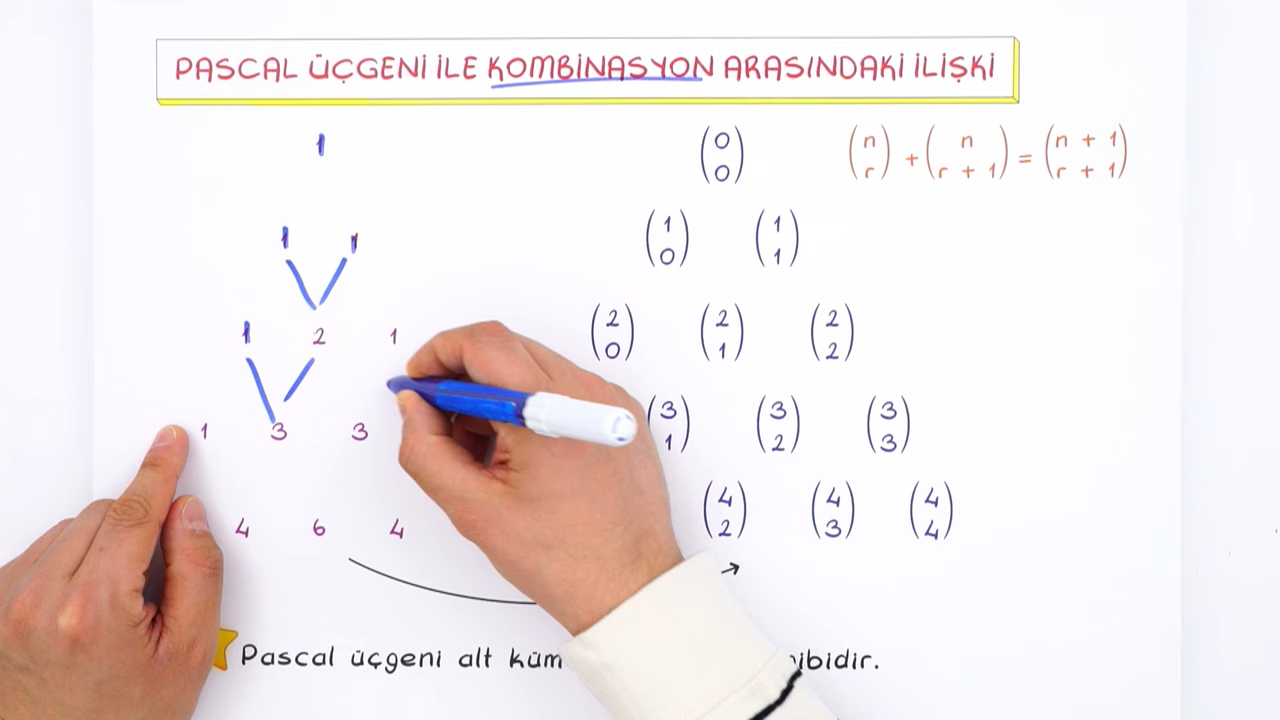 PASCAL ÜÇGENİ İLE KOMBİNASYON ARASINDAKİ İLİŞKİ
1 (0 0) (n r) + (n r + 1) = (n + 1 r + 1)
1 1 (1 0) (1 1)
1 2 1 (2 0) (2 1) (2 2)
1 3 3 (3 1) (3 2) (3 3)
4 6 4 (4 2) (4 3) (4 4)
Pascal üçgeni alt